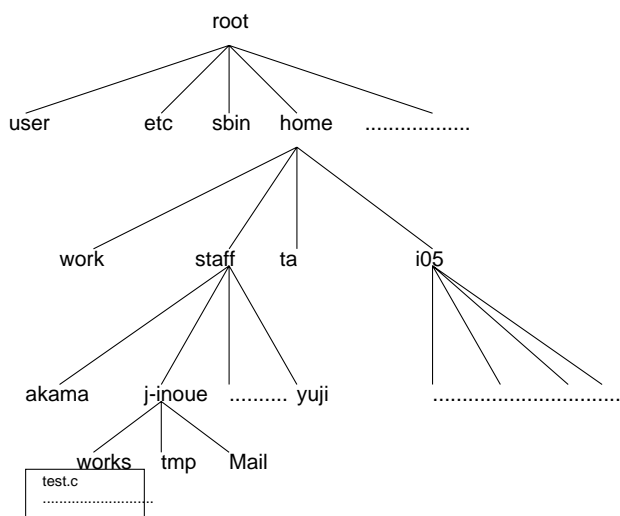 root
user etc sbin home ..................
work staff ta i05
akama j-inoue .......... yuji ................................
works tmp Mail
test.c
...........................